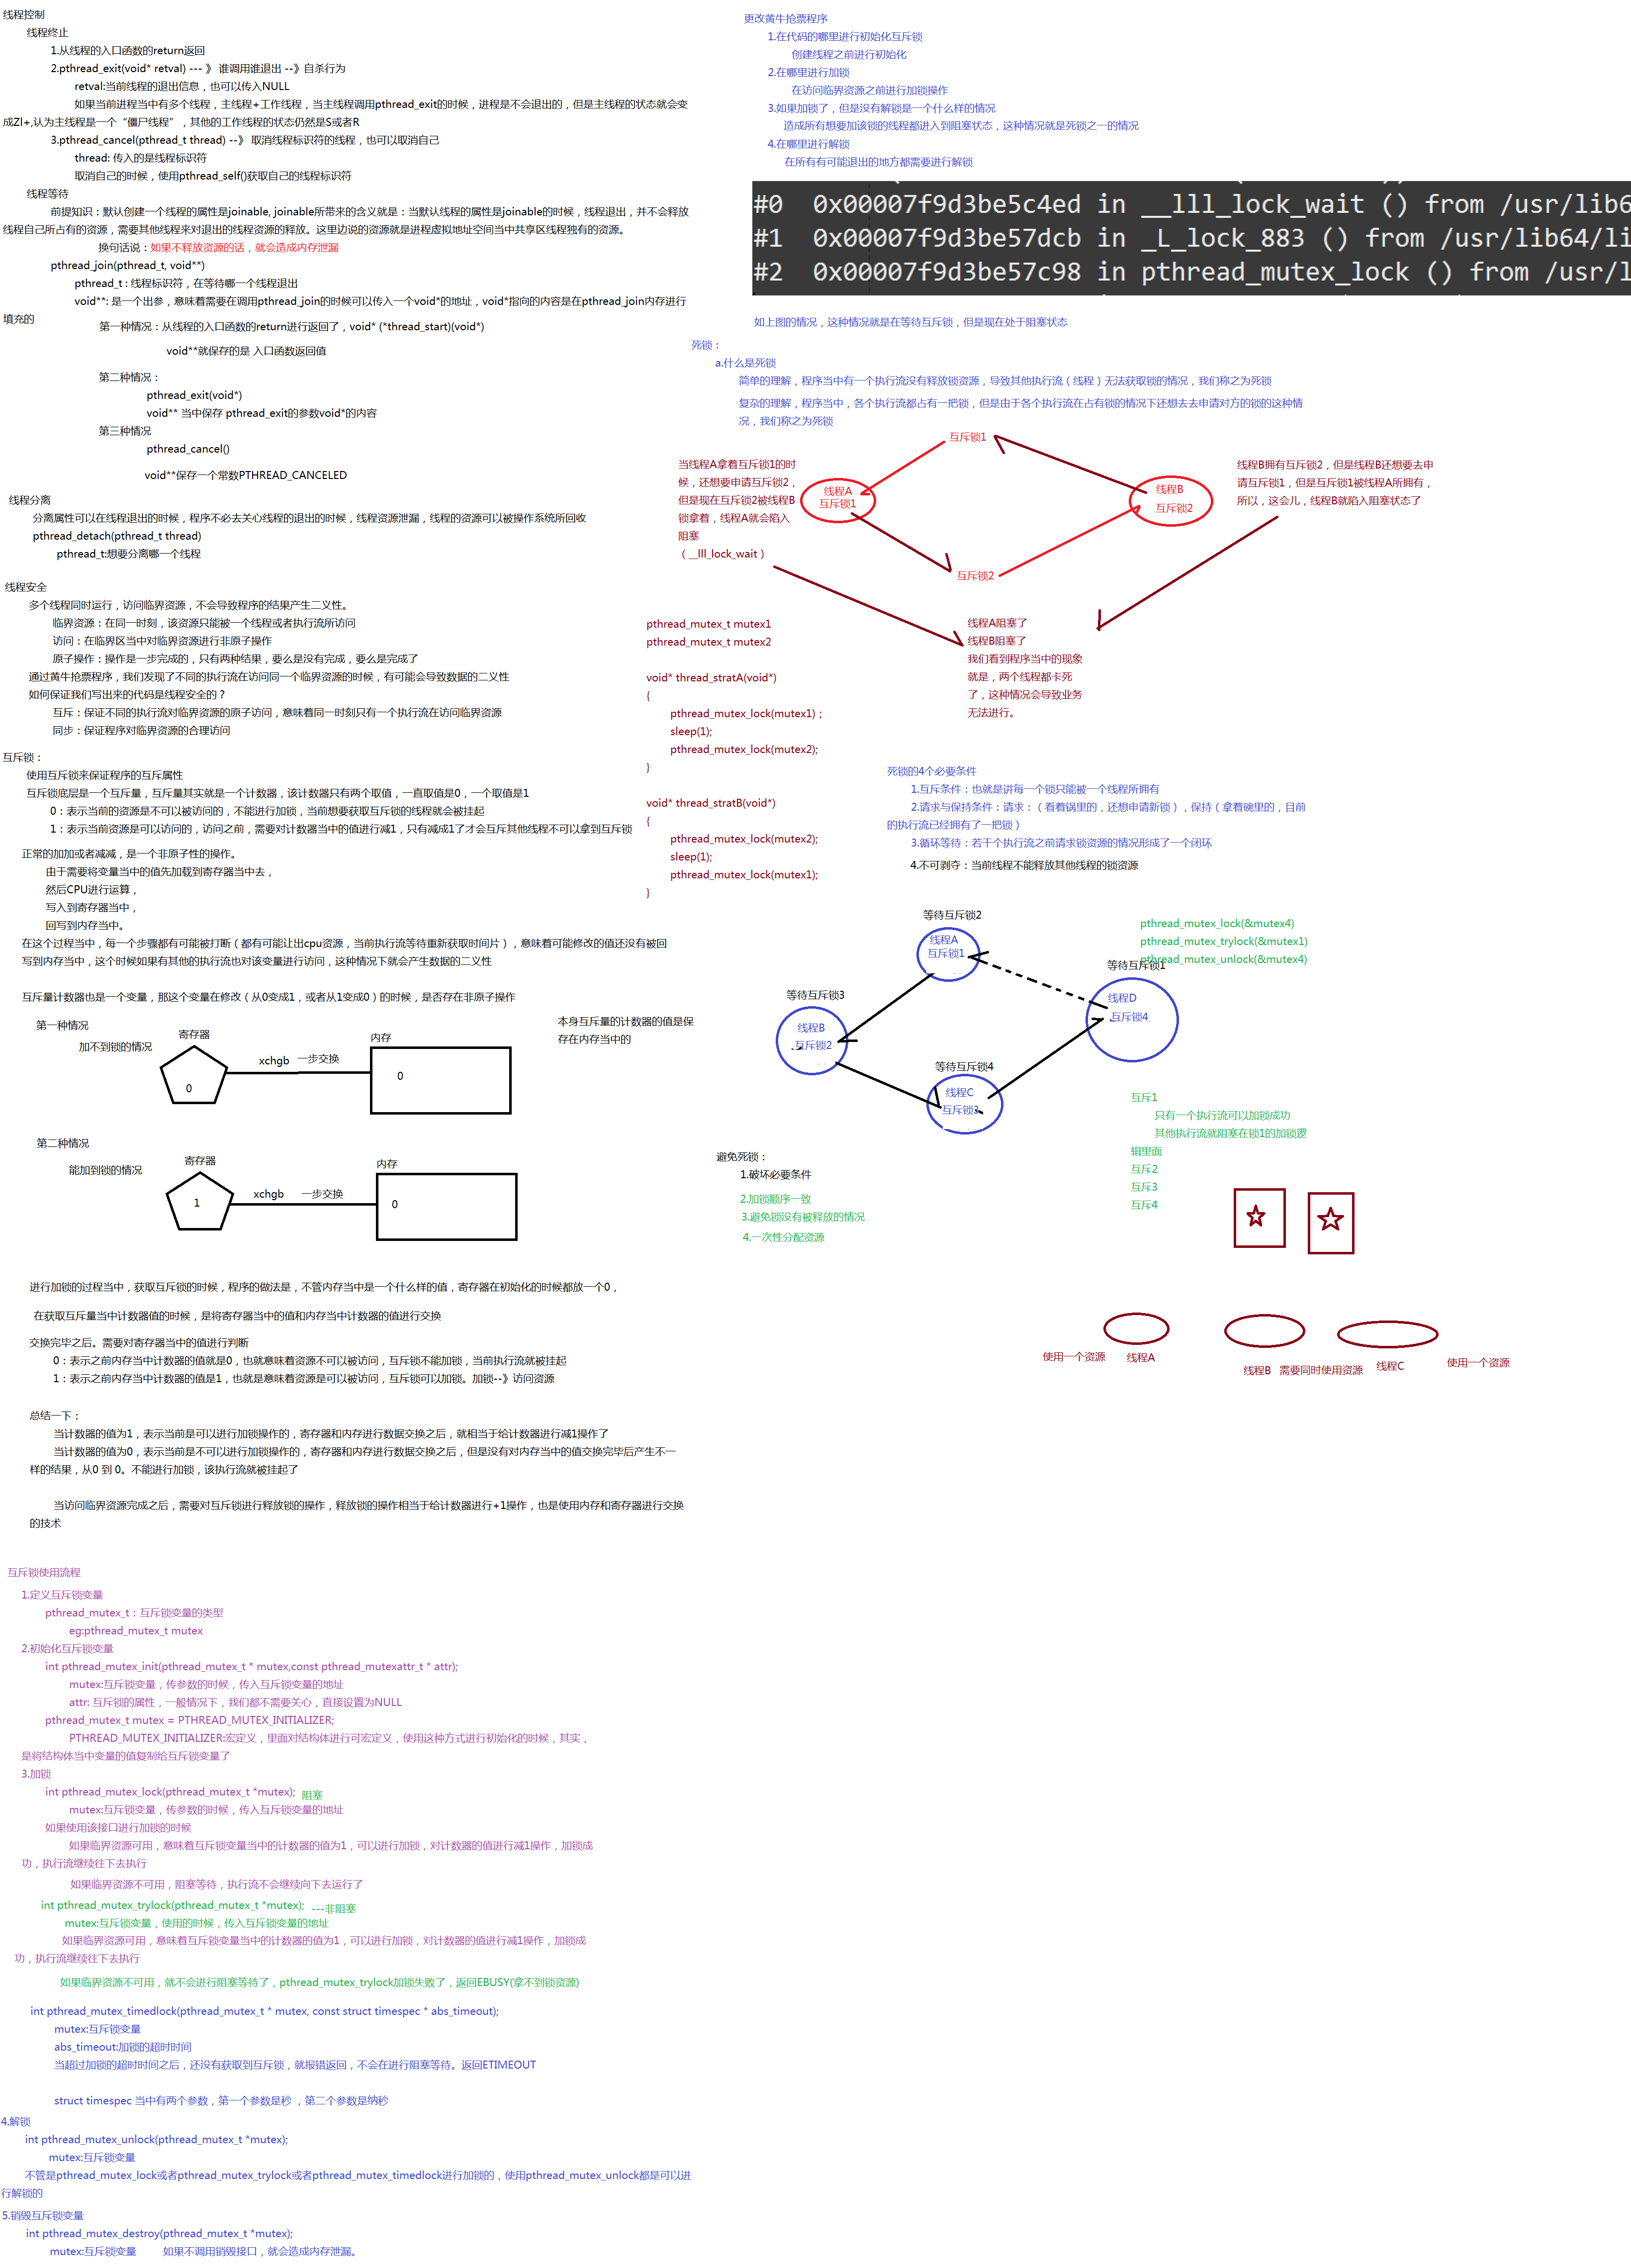 线程控制
线程终止
1.从线程的入口函数的return返回
2.pthread_exit(void* retval) --- 》 谁调用谁退出 --》自杀行为
retval:当前线程的退出信息，也可以传入NULL
如果当前进程当中有多个线程，主线程+工作线程，当主线程调用pthread_exit的时候，进程是不会退出的，但是主线程的状态就会变
成Zl+,认为主线程是一个“僵尸线程”，其他的工作线程的状态仍然是S或者R
3.pthread_cancel(pthread_t thread) --》 取消线程标识符的线程，也可以取消自己
thread: 传入的是线程标识符
取消自己的时候，使用pthread_self()获取自己的线程标识符
线程等待
前提知识：默认创建一个线程的属性是joinable, joinable所带来的含义就是：当默认线程的属性是joinable的时候，线程退出，并不会释放
线程自己所占有的资源，需要其他线程来对退出的线程资源的释放。这里边说的资源就是进程虚拟地址空间当中共享区线程独有的资源。
换句话说：如果不释放资源的话，就会造成内存泄漏
pthread_join(pthread_t, void**)
pthread_t : 线程标识符，在等待哪一个线程退出
void**: 是一个出参，意味着需要在调用pthread_join的时候可以传入一个void*的地址，void*指向的内容是在pthread_join内存进行
填充的
第一种情况：从线程的入口函数的return进行返回了，void* (*thread_start)(void*)
void**就保存的是 入口函数返回值
第二种情况：
pthread_exit(void*)
void** 当中保存 pthread_exit的参数void*的内容
第三种情况
pthread_cancel()
void**保存一个常数PTHREAD_CANCELED
线程分离
分离属性可以在线程退出的时候，程序不必去关心线程的退出的时候，线程资源泄漏，线程的资源可以被操作系统所回收
pthread_detach(pthread_t thread)
pthread_t:想要分离哪一个线程
线程安全
多个线程同时运行，访问临界资源，不会导致程序的结果产生二义性。
临界资源：在同一时刻，该资源只能被一个线程或者执行流所访问
访问：在临界区当中对临界资源进行非原子操作
原子操作：操作是一步完成的，只有两种结果，要么是没有完成，要么是完成了
通过黄牛抢票程序，我们发现了不同的执行流在访问同一个临界资源的时候，有可能会导致数据的二义性
如何保证我们写出来的代码是线程安全的？
互斥：保证不同的执行流对临界资源的原子访问，意味着同一时刻只有一个执行流在访问临界资源
同步：保证程序对临界资源的合理访问
互斥锁：
使用互斥锁来保证程序的互斥属性
互斥锁底层是一个互斥量，互斥量其实就是一个计数器，该计数器只有两个取值，一直取值是0，一个取值是1
0：表示当前的资源是不可以被访问的，不能进行加锁，当前想要获取互斥锁的线程就会被挂起
1：表示当前资源是可以访问的，访问之前，需要对计数器当中的值进行减1，只有减成1了才会互斥其他线程不可以拿到互斥锁
正常的加加或者减减，是一个非原子性的操作。
由于需要将变量当中的值先加载到寄存器当中去，
然后CPU进行运算，
写入到寄存器当中，
回写到内存当中。
在这个过程当中，每一个步骤都有可能被打断（都有可能让出cpu资源，当前执行流等待重新获取时间片），意味着可能修改的值还没有被回
写到内存当中，这个时候如果有其他的执行流也对该变量进行访问，这种情况下就会产生数据的二义性
互斥量计数器也是一个变量，那这个变量在修改（从0变成1，或者从1变成0）的时候，是否存在非原子操作
第一种情况
加不到锁的情况
寄存器
0
xchgb 一步交换
内存
0
本身互斥量的计数器的值是保
存在内存当中的
第二种情况
能加到锁的情况
寄存器
1
xchgb 一步交换
内存
0
进行加锁的过程当中，获取互斥锁的时候，程序的做法是，不管内存当中是一个什么样的值，寄存器在初始化的时候都放一个0，
在获取互斥量当中计数器值的时候，是将寄存器当中的值和内存当中计数器的值进行交换
交换完毕之后。需要对寄存器当中的值进行判断
0：表示之前内存当中计数器的值就是0，也就意味着资源不可以被访问，互斥锁不能加锁，当前执行流就被挂起
1：表示之前内存当中计数器的值是1，也就是意味着资源是可以被访问，互斥锁可以加锁。加锁--》访问资源
总结一下：
当计数器的值为1，表示当前是可以进行加锁操作的，寄存器和内存进行数据交换之后，就相当于给计数器进行减1操作了
当计数器的值为0，表示当前是不可以进行加锁操作的，寄存器和内存进行数据交换之后，但是没有对内存当中的值交换完毕后产生不一
样的结果，从0 到 0。不能进行加锁，该执行流就被挂起了
当访问临界资源完成之后，需要对互斥锁进行释放锁的操作，释放锁的操作相当于给计数器进行+1操作，也是使用内存和寄存器进行交换
的技术
互斥锁使用流程
1.定义互斥锁变量
pthread_mutex_t：互斥锁变量的类型
eg:pthread_mutex_t mutex
2.初始化互斥锁变量
int pthread_mutex_init(pthread_mutex_t * mutex,const pthread_mutexattr_t * attr);
mutex:互斥锁变量，传参数的时候，传入互斥锁变量的地址
attr: 互斥锁的属性，一般情况下，我们都不需要关心，直接设置为NULL
pthread_mutex_t mutex = PTHREAD_MUTEX_INITIALIZER;
PTHREAD_MUTEX_INITIALIZER:宏定义，里面对结构体进行可宏定义，使用这种方式进行初始化的时候，其实，
是将结构体当中变量的值复制给互斥锁变量了
3.加锁
int pthread_mutex_lock(pthread_mutex_t *mutex); 阻塞
mutex:互斥锁变量，传参数的时候，传入互斥锁变量的地址
如果使用该接口进行加锁的时候
如果临界资源可用，意味着互斥锁变量当中的计数器的值为1，可以进行加锁，对计数器的值进行减1操作，加锁成
功，执行流继续往下去执行
如果临界资源不可用，阻塞等待，执行流不会继续向下去运行了
int pthread_mutex_trylock(pthread_mutex_t *mutex); ---非阻塞
mutex:互斥锁变量，使用的时候，传入互斥锁变量的地址
如果临界资源可用，意味着互斥锁变量当中的计数器的值为1，可以进行加锁，对计数器的值进行减1操作，加锁成
功，执行流继续往下去执行
如果临界资源不可用，就不会进行阻塞等待了，pthread_mutex_trylock加锁失败了，返回EBUSY(拿不到锁资源)
int pthread_mutex_timedlock(pthread_mutex_t * mutex, const struct timespec * abs_timeout);
mutex:互斥锁变量
abs_timeout:加锁的超时时间
当超过加锁的超时时间之后，还没有获取到互斥锁，就报错返回，不会在进行阻塞等待。返回ETIMEOUT
struct timespec 当中有两个参数，第一个参数是秒 ，第二个参数是纳秒
4.解锁
int pthread_mutex_unlock(pthread_mutex_t *mutex);
mutex:互斥锁变量
不管是pthread_mutex_lock或者pthread_mutex_trylock或者pthread_mutex_timedlock进行加锁的，使用pthread_mutex_unlock都是可以进
行解锁的
5.销毁互斥锁变量
int pthread_mutex_destroy(pthread_mutex_t *mutex);
mutex:互斥锁变量 如果不调用销毁接口，就会造成内存泄漏。
更改黄牛抢票程序
1.在代码的哪里进行初始化互斥锁
创建线程之前进行初始化
2.在哪里进行加锁
在访问临界资源之前进行加锁操作
3.如果加锁了，但是没有解锁是一个什么样的情况
造成所有想要加该锁的线程都进入到阻塞状态，这种情况就是死锁之一的情况
4.在哪里进行解锁
在所有有可能退出的地方都需要进行解锁
#0 0x00007f9d3be5c4ed in __lll_lock_wait () from /usr/lib6
#1 0x00007f9d3be57dcb in _L_lock_883 () from /usr/lib64/li
#2 0x00007f9d3be57c98 in pthread_mutex_lock () from /usr/l
如上图的情况，这种情况就是在等待互斥锁，但是现在处于阻塞状态
死锁：
a.什么是死锁
简单的理解，程序当中有一个执行流没有释放锁资源，导致其他执行流（线程）无法获取锁的情况，我们称之为死锁
复杂的理解，程序当中，各个执行流都占有一把锁，但是由于各个执行流在占有锁的情况下还想去去申请对方的锁的这种情
况，我们称之为死锁
互斥锁1
当线程A拿着互斥锁1的时
候，还想要申请互斥锁2，
但是现在互斥锁2被线程B
锁拿着，线程A就会陷入
阻塞
（__lll_lock_wait）
线程A
互斥锁1
线程B
互斥锁2
线程B拥有互斥锁2，但是线程B还想要去申
请互斥锁1，但是互斥锁1被线程A所拥有，
所以，这会儿，线程B就陷入阻塞状态了
互斥锁2
线程A阻塞了
线程B阻塞了
我们看到程序当中的现象
就是，两个线程都卡死
了，这种情况会导致业务
无法进行。
pthread_mutex_t mutex1
pthread_mutex_t mutex2
void* thread_stratA(void*)
{
pthread_mutex_lock(mutex1)；
sleep(1);
pthread_mutex_lock(mutex2);
}
void* thread_stratB(void*)
{
pthread_mutex_lock(mutex2);
sleep(1);
pthread_mutex_lock(mutex1);
}
死锁的4个必要条件
1.互斥条件：也就是讲每一个锁只能被一个线程所拥有
2.请求与保持条件：请求：（看着锅里的，还想申请新锁），保持（拿着碗里的，目前
的执行流已经拥有了一把锁）
3.循环等待：若干个执行流之前请求锁资源的情况形成了一个闭环
4.不可剥夺：当前线程不能释放其他线程的锁资源
等待互斥锁2
线程A
互斥锁1
pthread_mutex_lock(&mutex4)
pthread_mutex_trylock(&mutex1)
pthread_mutex_unlock(&mutex4)
等待互斥锁1
线程D
互斥锁4
等待互斥锁3
线程B
互斥锁2
等待互斥锁4
线程C
互斥锁3
互斥1
只有一个执行流可以加锁成功
其他执行流就阻塞在锁1的加锁逻
辑里面
互斥2
互斥3
互斥4
避免死锁：
1.破坏必要条件
2.加锁顺序一致
3.避免锁没有被释放的情况
4.一次性分配资源
使用一个资源 线程A
线程B 需要同时使用资源
线程C 使用一个资源